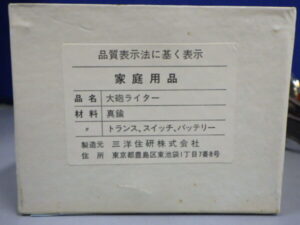 品質表示法に基く表示
家庭用品
品名 大砲ライター
材料 真鍮
〃 トランス、スイッチ、バッテリー
製造元 三洋住研株式会社
住所 東京都豊島区東池袋1丁目7番8号